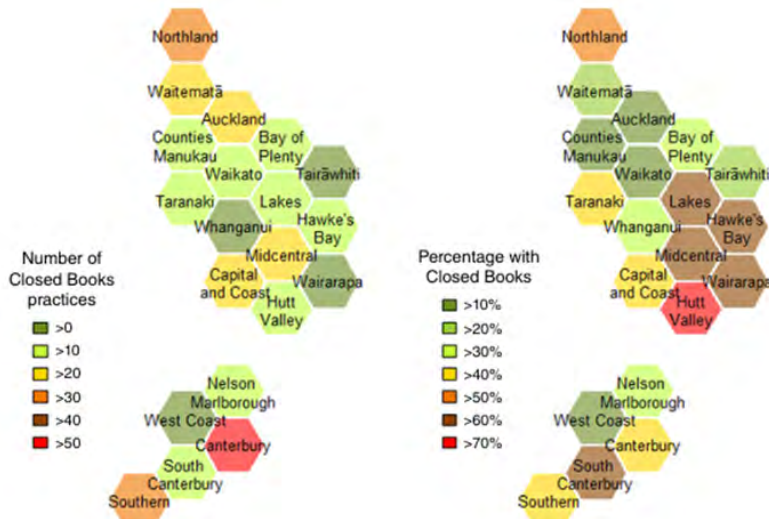 Northland
Waitematā
Auckland
Counties
Manukau
Bay of
Plenty
Waikato
Tairāwhiti
Taranaki
Lakes
Whanganui
Hawke's
Bay
Midcentral
Capital
and Coast
Wairarapa
Hutt
Valley
Nelson
Marlborough
West Coast
Canterbury
South
Canterbury
Southern
Number of
Closed Books
practices
>0
>10
>20
>30
>40
>50
Northland
Waitematā
Auckland
Counties
Manukau
Bay of
Plenty
Waikato
Tairāwhiti
Taranaki
Lakes
Whanganui
Hawke's
Bay
Midcentral
Capital
and Coast
Wairarapa
Hutt
Valley
Nelson
Marlborough
West Coast
Canterbury
South
Canterbury
Southern
Percentage with
Closed Books
>10%
>20%
>30%
>40%
>50%
>60%
>70%